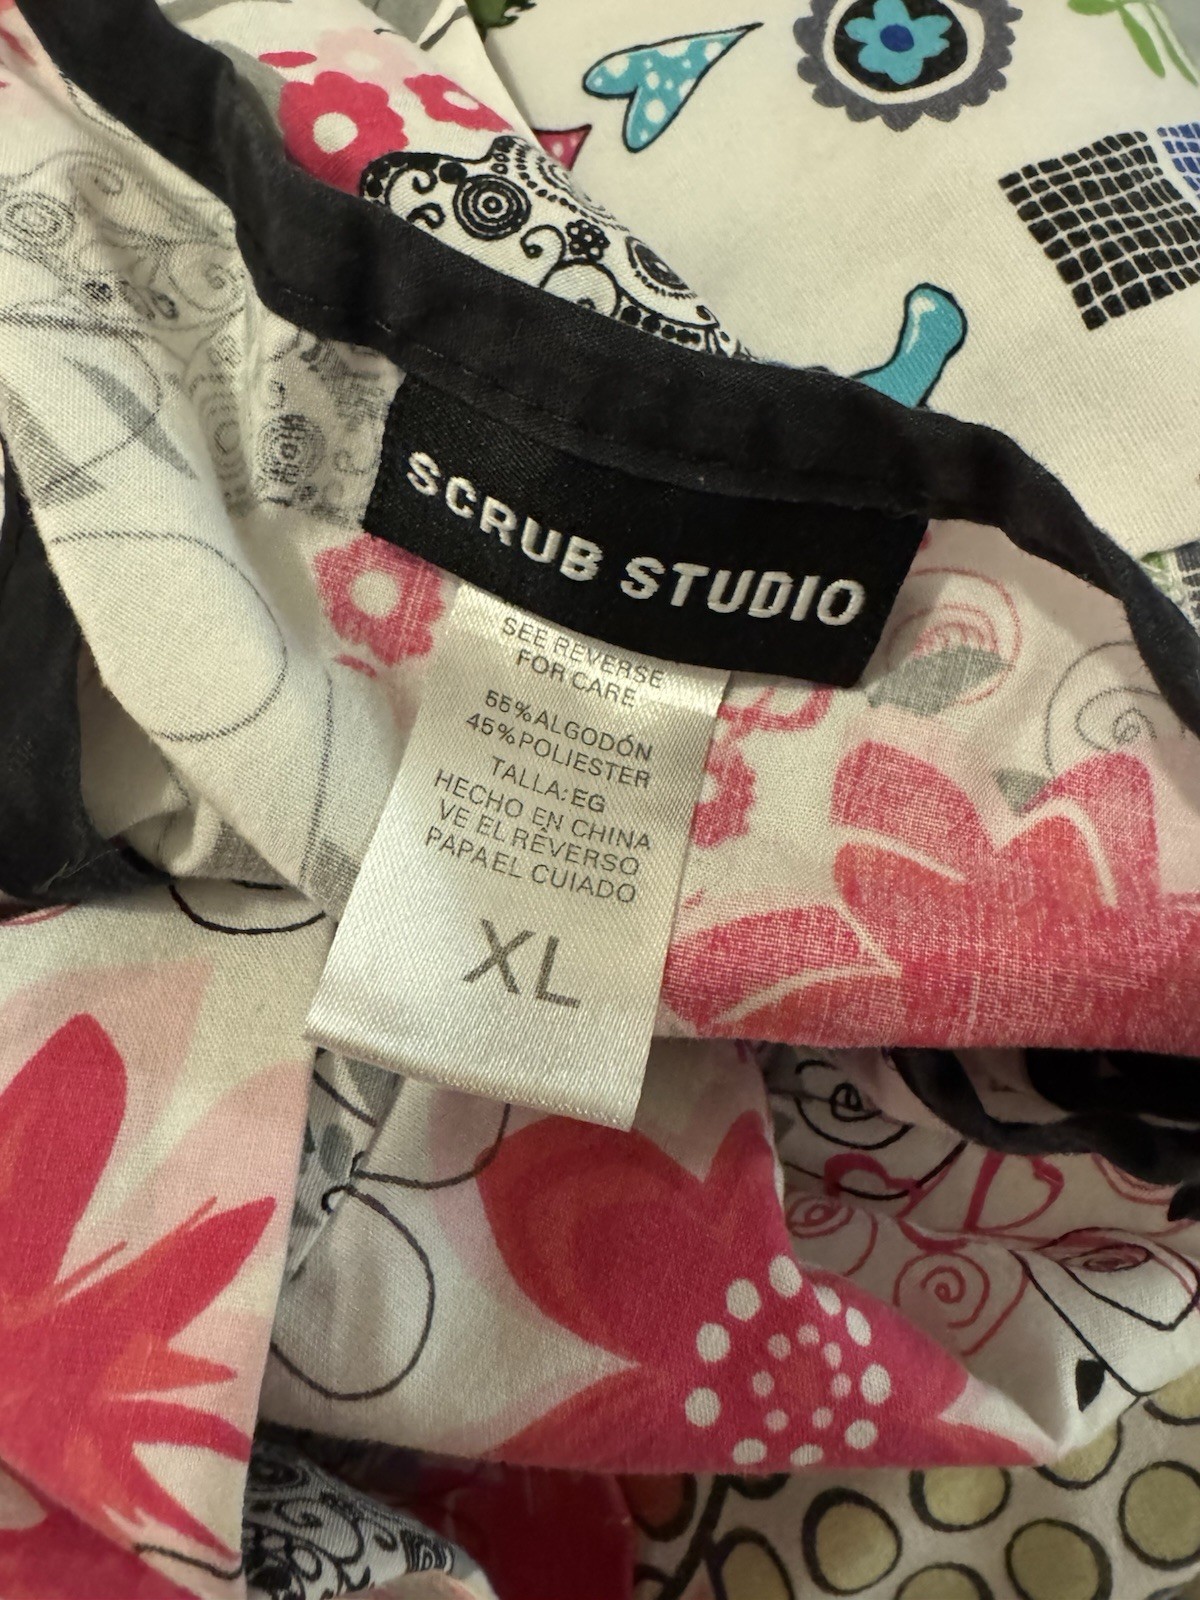 SCRUB STUDIO
SEE REVERSE
FOR CARE
55%ALGODÓN
45%POLIESTER
TALLA:EG
HECHO EN CHINA
VE EL REVERSO
PAPAEL CUIADO
XL